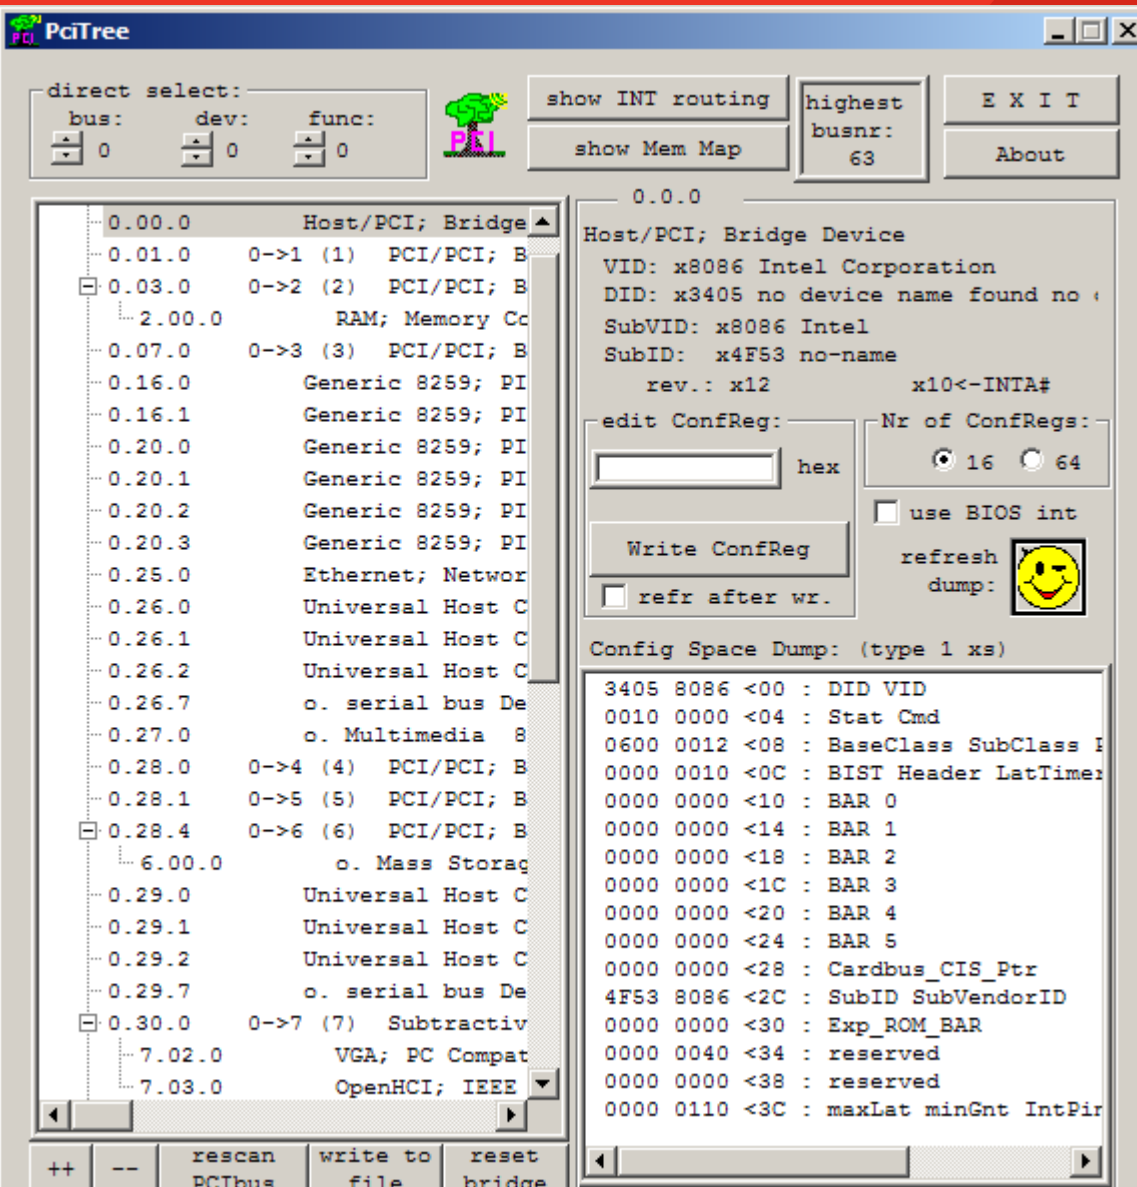 PciTree
direct select:
bus: dev: func:
0 0 0
PCI
show INT routing
show Mem Map
highest
busnr:
63
E X I T
About
0.00.0 Host/PCI; Bridge
0.01.0 0->1 (1) PCI/PCI; B
0.03.0 0->2 (2) PCI/PCI; B
2.00.0 RAM; Memory Co
0.07.0 0->3 (3) PCI/PCI; B
0.16.0 Generic 8259; PI
0.16.1 Generic 8259; PI
0.20.0 Generic 8259; PI
0.20.1 Generic 8259; PI
0.20.2 Generic 8259; PI
0.20.3 Generic 8259; PI
0.25.0 Ethernet; Networ
0.26.0 Universal Host C
0.26.1 Universal Host C
0.26.2 Universal Host C
0.26.7 o. serial bus De
0.27.0 o. Multimedia 8
0.28.0 0->4 (4) PCI/PCI; B
0.28.1 0->5 (5) PCI/PCI; B
0.28.4 0->6 (6) PCI/PCI; B
6.00.0 o. Mass Storag
0.29.0 Universal Host C
0.29.1 Universal Host C
0.29.2 Universal Host C
0.29.7 o. serial bus De
0.30.0 0->7 (7) Subtractiv
7.02.0 VGA; PC Compat
7.03.0 OpenHCI; IEEE
++
--
rescan
PCIbus
write to
file
reset
bridge
0.0.0
Host/PCI; Bridge Device
VID: x8086 Intel Corporation
DID: x3405 no device name found no
SubVID: x8086 Intel
SubID: x4F53 no-name
rev.: x12 x10<-INTA#
edit ConfReg:
hex
Write ConfReg
refr after wr.
Nr of ConfRegs:
16 64
use BIOS int
refresh
dump:
Config Space Dump: (type 1 xs)
3405 8086 <00 : DID VID
0010 0000 <04 : Stat Cmd
0600 0012 <08 : BaseClass SubClass
0000 0010 <0C : BIST Header LatTimer
0000 0000 <10 : BAR 0
0000 0000 <14 : BAR 1
0000 0000 <18 : BAR 2
0000 0000 <1C : BAR 3
0000 0000 <20 : BAR 4
0000 0000 <24 : BAR 5
0000 0000 <28 : Cardbus_CIS_Ptr
4F53 8086 <2C : SubID SubVendorID
0000 0000 <30 : Exp_ROM_BAR
0000 0040 <34 : reserved
0000 0000 <38 : reserved
0000 0110 <3C : maxLat minGnt IntPin